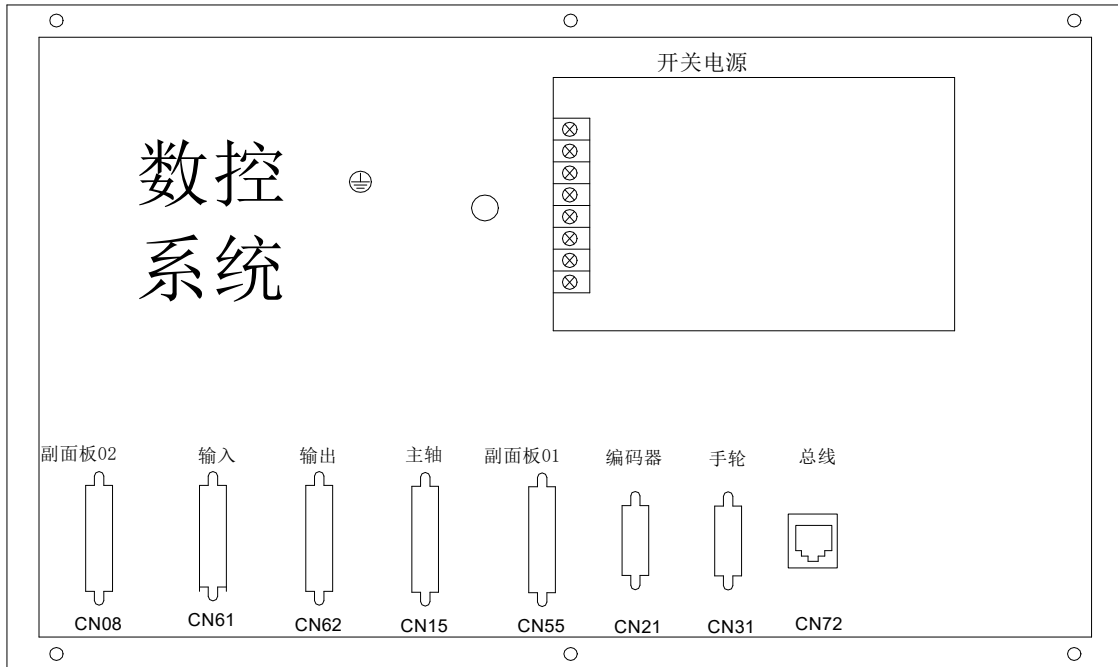 开关电源
数控
系统
副面板02 输入 输出 主轴 副面板01 编码器 手轮 总线
CN08 CN61 CN62 CN15 CN55 CN21 CN31 CN72